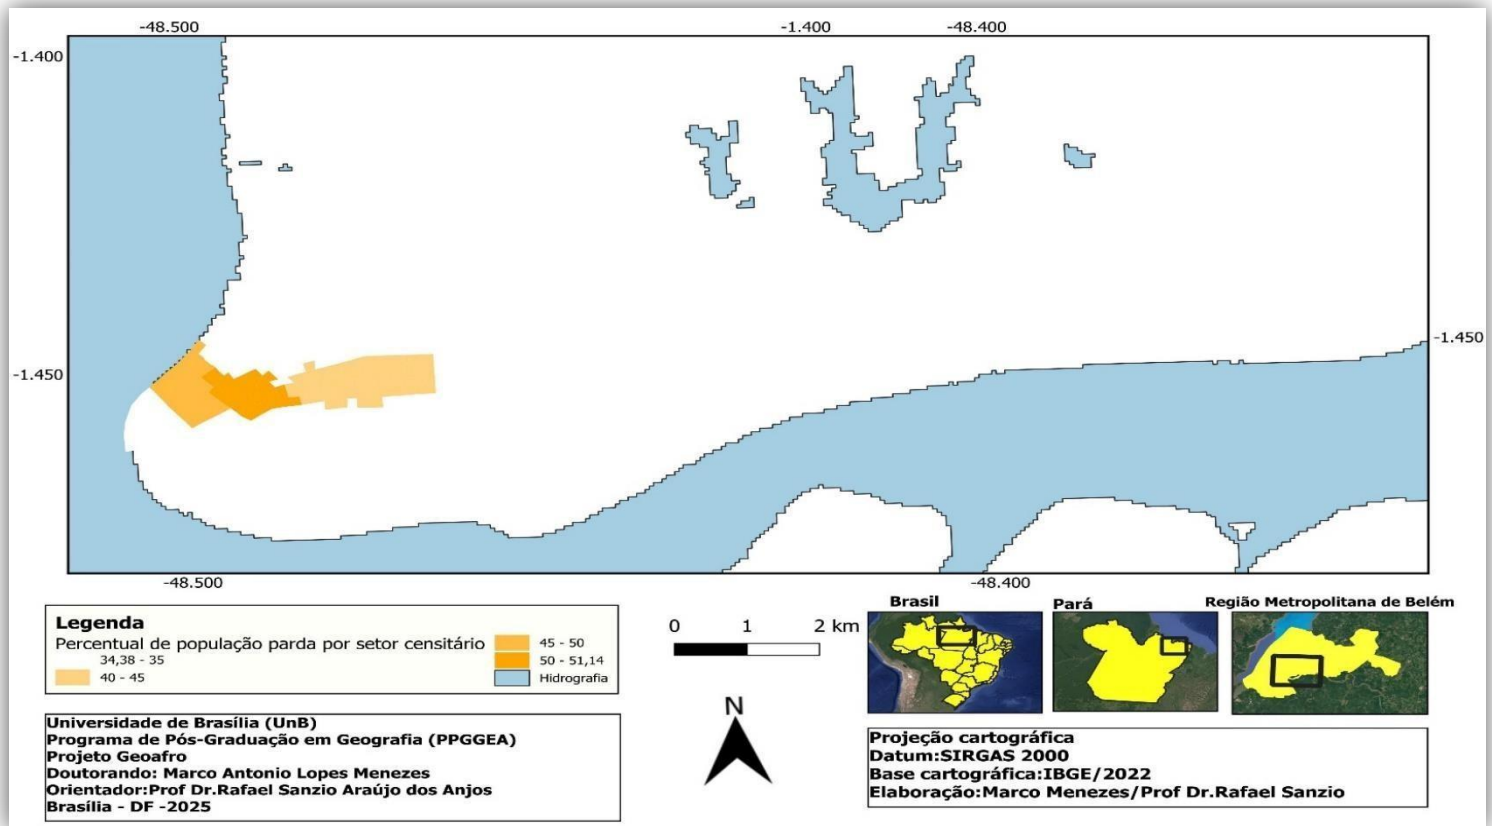 -48.500
-1.400
-48.400
-1.400
-1.450
-1.450
-48.500
-48.400
Legenda
Percentual de população parda por setor censitário
34,38 - 35
40 - 45
45 - 50
50 - 51,14
Hidrografia
0 1 2 km
N
Brasil
Pará
Região Metropolitana de Belém
Universidade de Brasília (UnB)
Programa de Pós-Graduação em Geografia (PPGGEA)
Projeto Geoafro
Doutorando: Marco Antonio Lopes Menezes
Orientador:Prof Dr.Rafael Sanzio Araújo dos Anjos
Brasília - DF -2025
Projeção cartográfica
Datum:SIRGAS 2000
Base cartográfica:IBGE/2022
Elaboração:Marco Menezes/Prof Dr.Rafael Sanzio